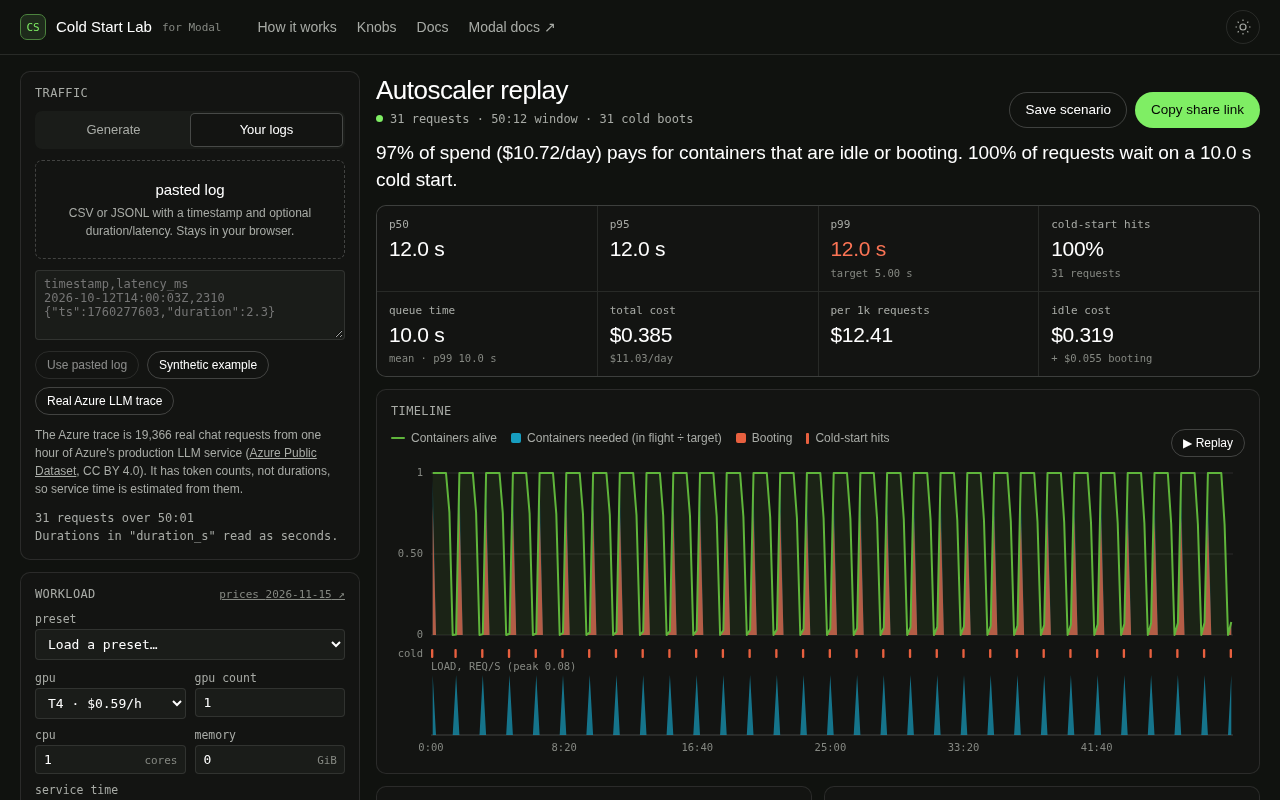 CS Cold Start Lab for Modal How it works Knobs Docs Modal docs ↗
TRAFFIC
Generate Your logs
pasted log
CSV or JSONL with a timestamp and optional
duration/latency. Stays in your browser.
timestamp,latency_ms
2026-10-12T14:00:03Z,2310
{"ts":1760277603,"duration":2.3}
Use pasted log Synthetic example
Real Azure LLM trace
The Azure trace is 19,366 real chat requests from one
hour of Azure's production LLM service (Azure Public
Dataset, CC BY 4.0). It has token counts, not durations,
so service time is estimated from them.
31 requests over 50:01
Durations in "duration_s" read as seconds.
WORKLOAD prices 2026-11-15 ↗
preset
Load a preset…
gpu gpu count
T4 · $0.59/h 1
cpu memory
1 cores 0 GiB
service time
Autoscaler replay
31 requests · 50:12 window · 31 cold boots
Save scenario Copy share link
97% of spend ($10.72/day) pays for containers that are idle or booting. 100% of requests wait on a 10.0 s
cold start.
p50 p95 p99 cold-start hits
12.0 s 12.0 s 12.0 s 100%
target 5.00 s 31 requests
queue time total cost per 1k requests idle cost
10.0 s $0.385 $12.41 $0.319
mean · p99 10.0 s $11.03/day + $0.055 booting
TIMELINE
Containers alive Containers needed (in flight ÷ target) Booting Cold-start hits ▶ Replay
1
0.50
0
cold
LOAD, REQ/S (peak 0.08)
0:00 8:20 16:40 25:00 33:20 41:40